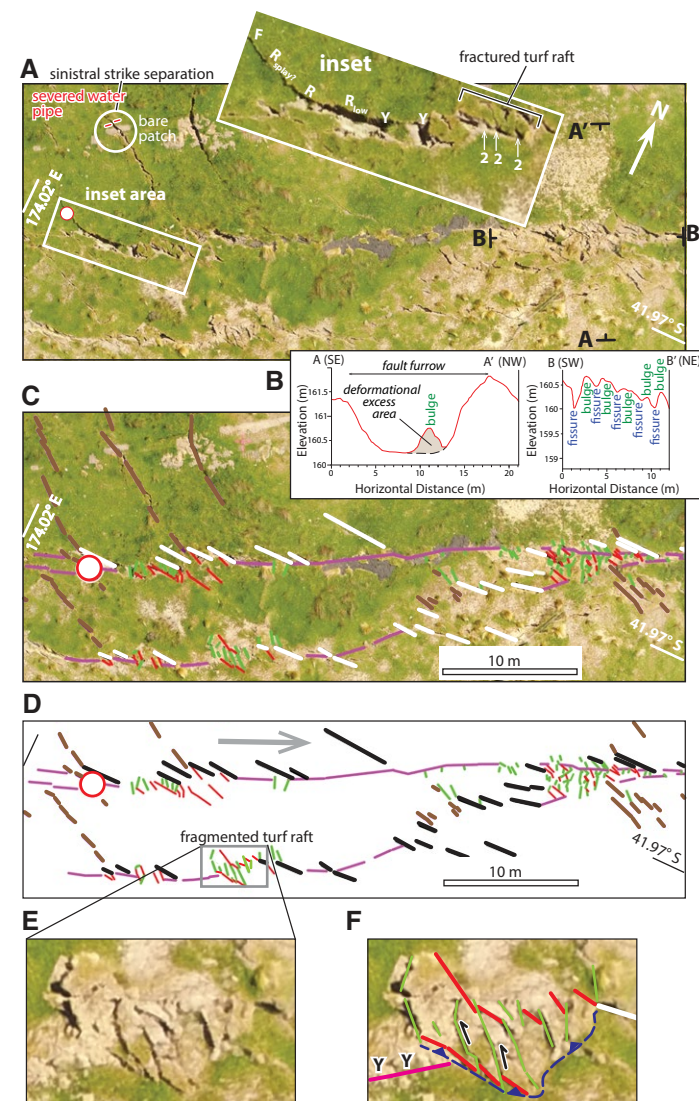 A
sinistral strike separation
severed water
pipe
bare
patch
inset
fractured turf raft
F
R splay?
R
R low
Y
Y
2
2
2
A'
N
174.02° E
inset area
B
B
41.97° S
A
B
A (SE)
A' (NW)
fault furrow
deformational
excess
area
bulge
Elevation (m)
161.5
161
160.5
160
0
5
10
15
20
Horizontal Distance (m)
B (SW)
B' (NE)
Elevation (m)
160.5
160
159
159
fissure
bulge
fissure
bulge
fissure
bulge
fissure
bulge
fissure
bulge
0
10
Horizontal Distance (m)
C
174.02° E
41.97° S
10 m
D
fragmented turf raft
41.97° S
10 m
E
F
Y
Y